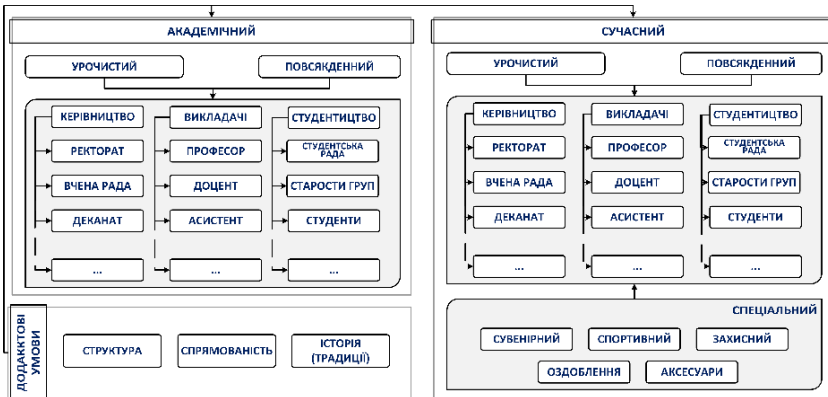 АКАДЕМІЧНИЙ
УРОЧИСТИЙ
ПОВСЯКДЕННИЙ
КЕРІВНИЦТВО
ВИКЛАДАЧІ
СТУДЕНТИЦТВО
РЕКТОРАТ
ПРОФЕСОР
СТУДЕНТСЬКА
РАДА
ВЧЕНА РАДА
ДОЦЕНТ
СТАРОСТИ ГРУП
ДЕКАНАТ
АСИСТЕНТ
СТУДЕНТИ
...
...
...
СУЧАСНИЙ
УРОЧИСТИЙ
ПОВСЯКДЕННИЙ
КЕРІВНИЦТВО
ВИКЛАДАЧІ
СТУДЕНТИЦТВО
РЕКТОРАТ
ПРОФЕСОР
СТУДЕНТСЬКА
РАДА
ВЧЕНА РАДА
ДОЦЕНТ
СТАРОСТИ ГРУП
ДЕКАНАТ
АСИСТЕНТ
СТУДЕНТИ
...
...
...
ДОДАККТОВІ
УМОВИ
СТРУКТУРА
СПРЯМОВАНІСТЬ
ІСТОРІЯ
(ТРАДИЦІЇ)
СПЕЦІАЛЬНИЙ
СУВЕНІРНИЙ
СПОРТИВНИЙ
ЗАХИСНИЙ
ОЗДОБЛЕННЯ
АКСЕСУАРИ